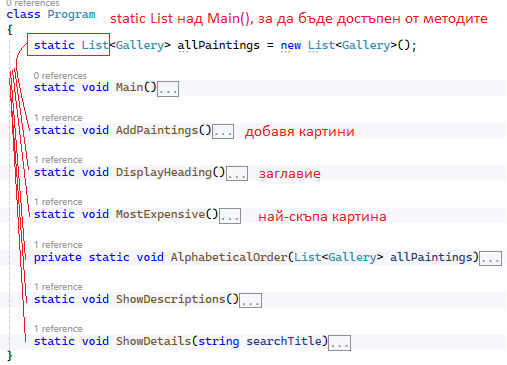 0 references
class Program static List над Main(), за да бъде достъпен от методите
{
static List<Gallery> allPaintings = new List<Gallery>();
0 references
static void Main()...
1 reference
static void AddPaintings()... добавя картини
1 reference
static void DisplayHeading()... заглавие
1 reference
static void MostExpensive()... най-скъпа картина
1 reference
private static void AlphabeticalOrder(List<Gallery> allPaintings)...
1 reference
static void ShowDescriptions()...
1 reference
static void ShowDetails(string searchTitle)...
}